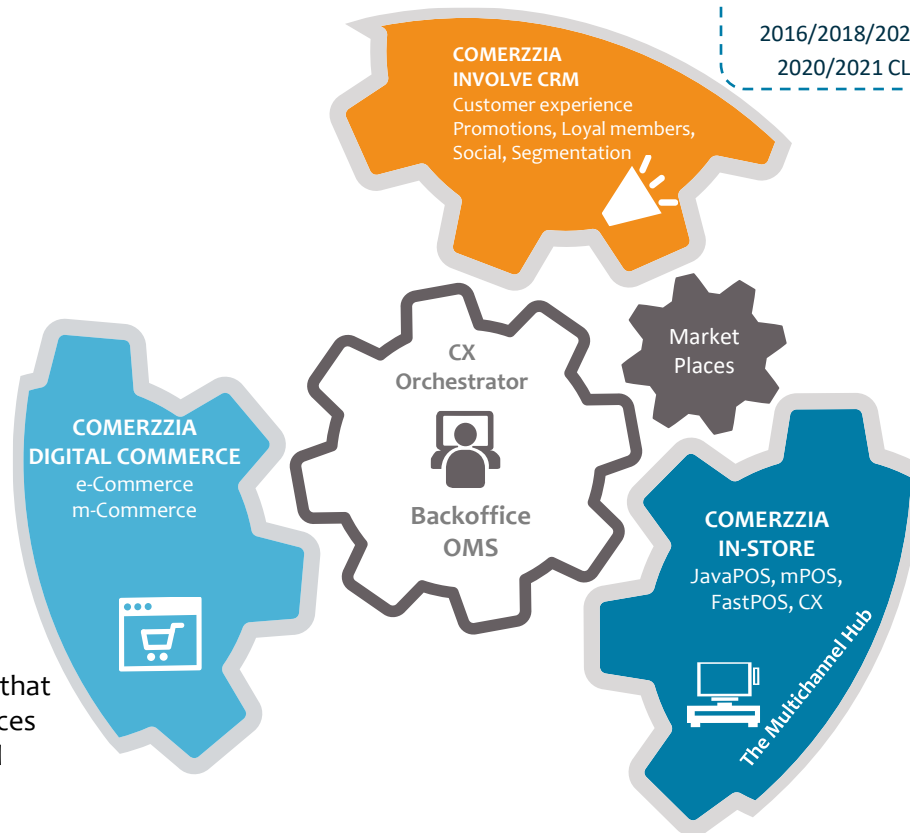 2016/2018/202
2020/2021 CL
COMERZZIA
INVOLVE CRM
Customer experience
Promotions, Loyal members,
Social, Segmentation
Market
Places
CX
Orchestrator
Backoffice
OMS
COMERZZIA
DIGITAL COMMERCE
e-Commerce
m-Commerce
COMERZZIA
IN-STORE
JavaPOS, mPOS,
FastPOS, CX
The Multichannel Hub
that